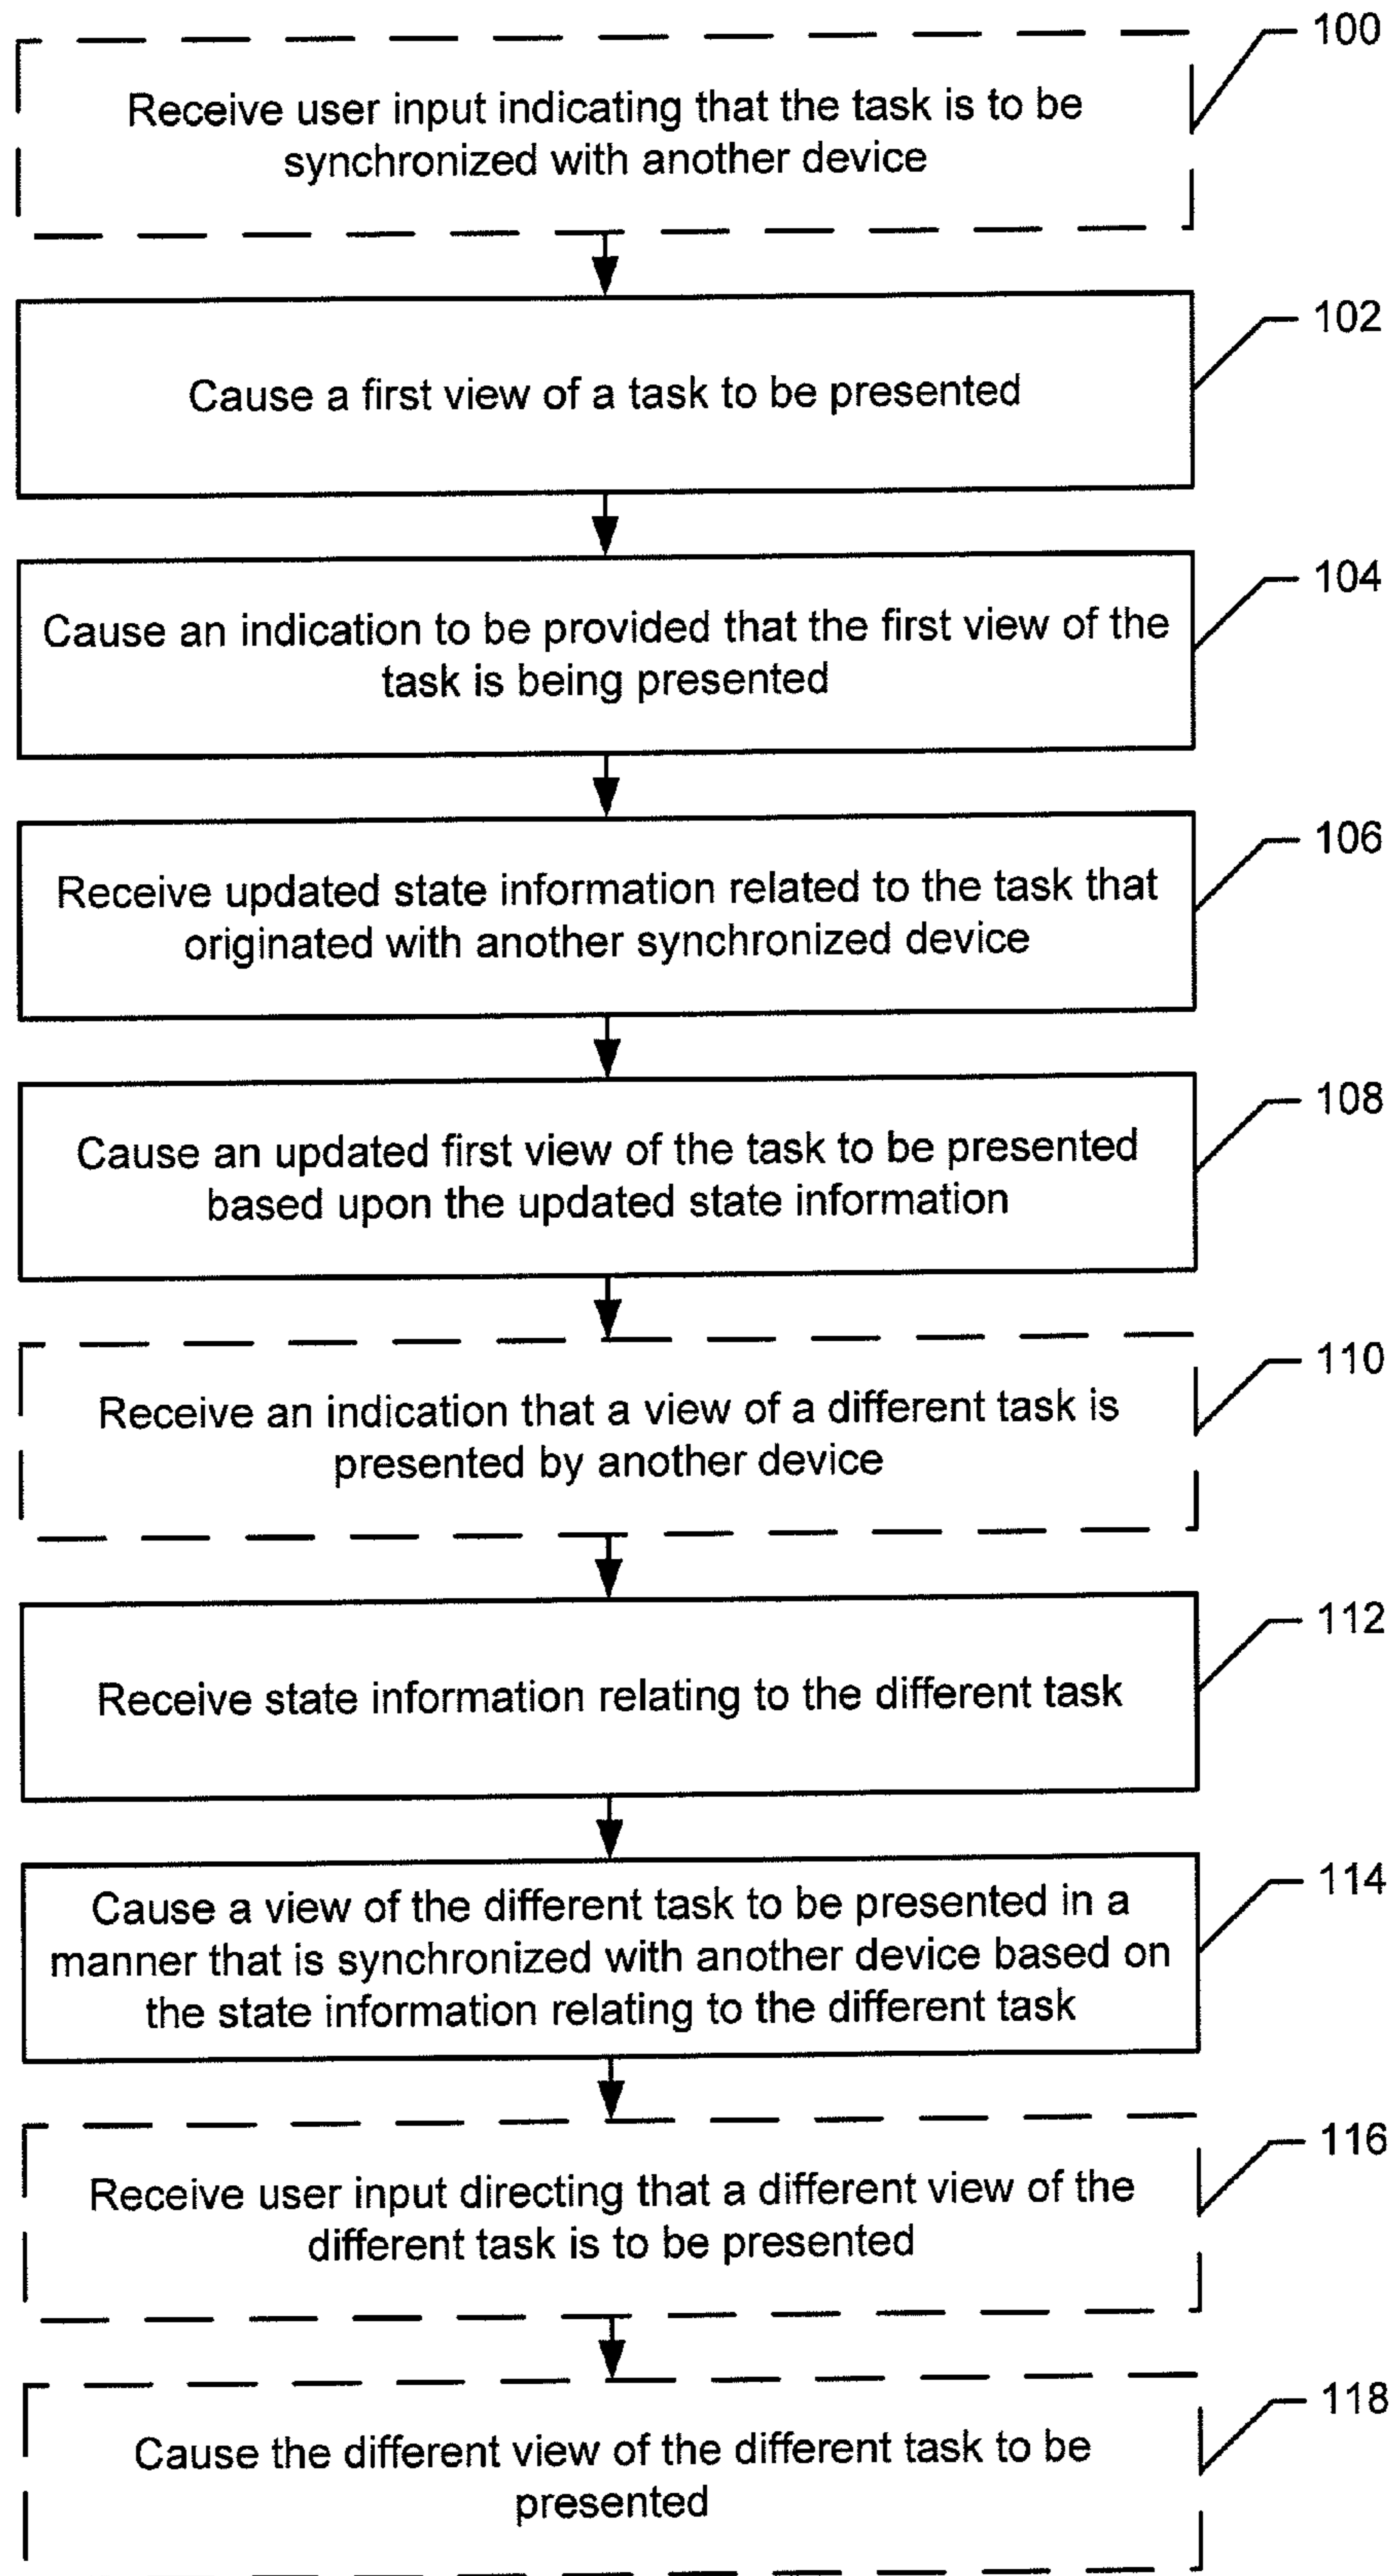 100
Receive user input indicating that the task is to be
synchronized with another device
102
Cause a first view of a task to be presented
104
Cause an indication to be provided that the first view of the
task is being presented
106
Receive updated state information related to the task that
originated with another synchronized device
108
Cause an updated first view of the task to be presented
based upon the updated state information
110
Receive an indication that a view of a different task is
presented by another device
112
Receive state information relating to the different task
114
Cause a view of the different task to be presented in a
manner that is synchronized with another device based on
the state information relating to the different task
116
Receive user input directing that a different view of the
different task is to be presented
118
Cause the different view of the different task to be
presented